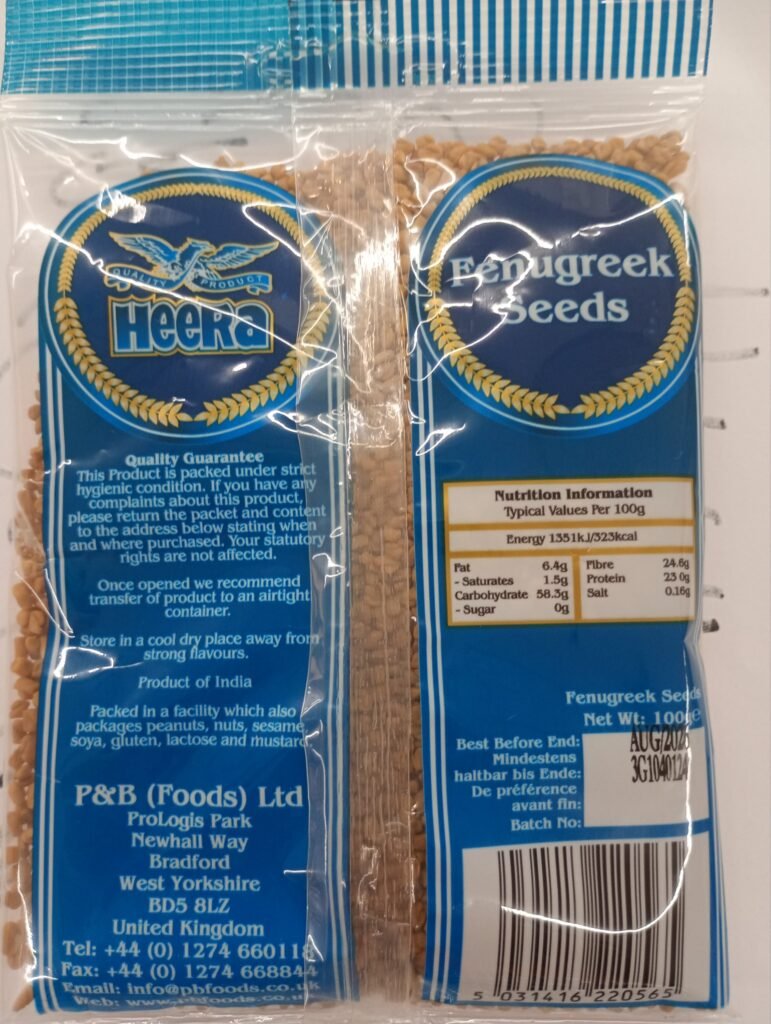 QUALITY PRODUCT
HeeRa
Quality Guarantee
This Product is packed under strict
hygienic condition. If you have any
complaints about this product,
please return the packet and content
to the address below stating when
and where purchased. Your statutory
rights are not affected.
Once opened we recommend
transfer of product to an airtight
container.
Store in a cool dry place away from
strong flavours.
Product of India
Packed in a facility which also
packages peanuts, nuts, sesame,
soya, gluten, lactose and mustard
P&B (Foods) Ltd
ProLogis Park
Newhall Way
Bradford
West Yorkshire
BD5 8LZ
United Kingdom
Tel: +44 (0) 1274 660118
Fax: +44 (0) 1274 668844
Email: info@pbfoods.co.uk
Web:
Fenugreek
Seeds
Nutrition Information
Typical Values Per 100g
Energy 1351kJ/323kcal
Fat 6.4g
- Saturates 1.5g
Carbohydrate 58.3g
- Sugar 0g
Fibre 24.6g
Protein 23 0g
Salt 0.16g
Fenugreek Seeds
Net Wt: 100g e
Best Before End:
Mindestens
haltbar bis Ende:
De préférence
avant fin:
Batch No:
5 031416 220565